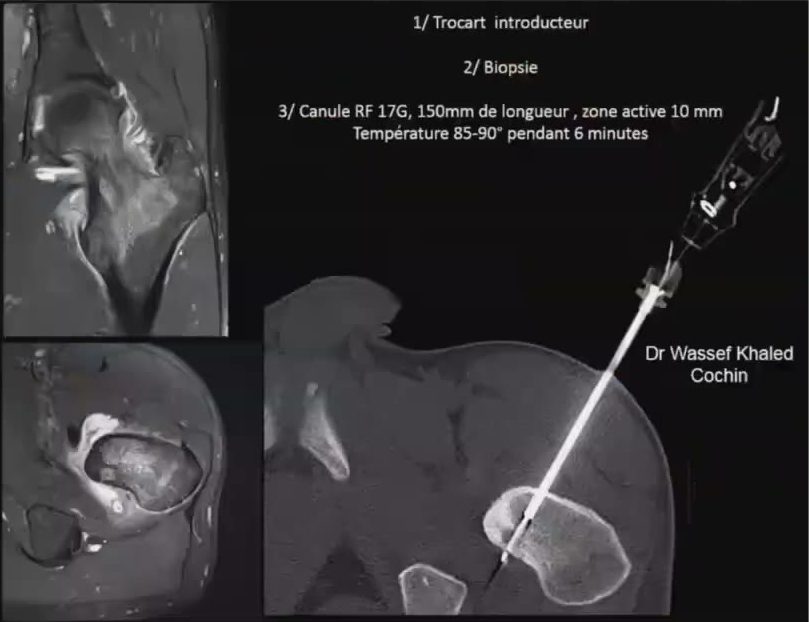 1/ Trocart introducteur
2/ Biopsie
3/ Canule RF 17G, 150mm de longueur , zone active 10 mm
Température 85-90° pendant 6 minutes
Dr Wassef Khaled
Cochin